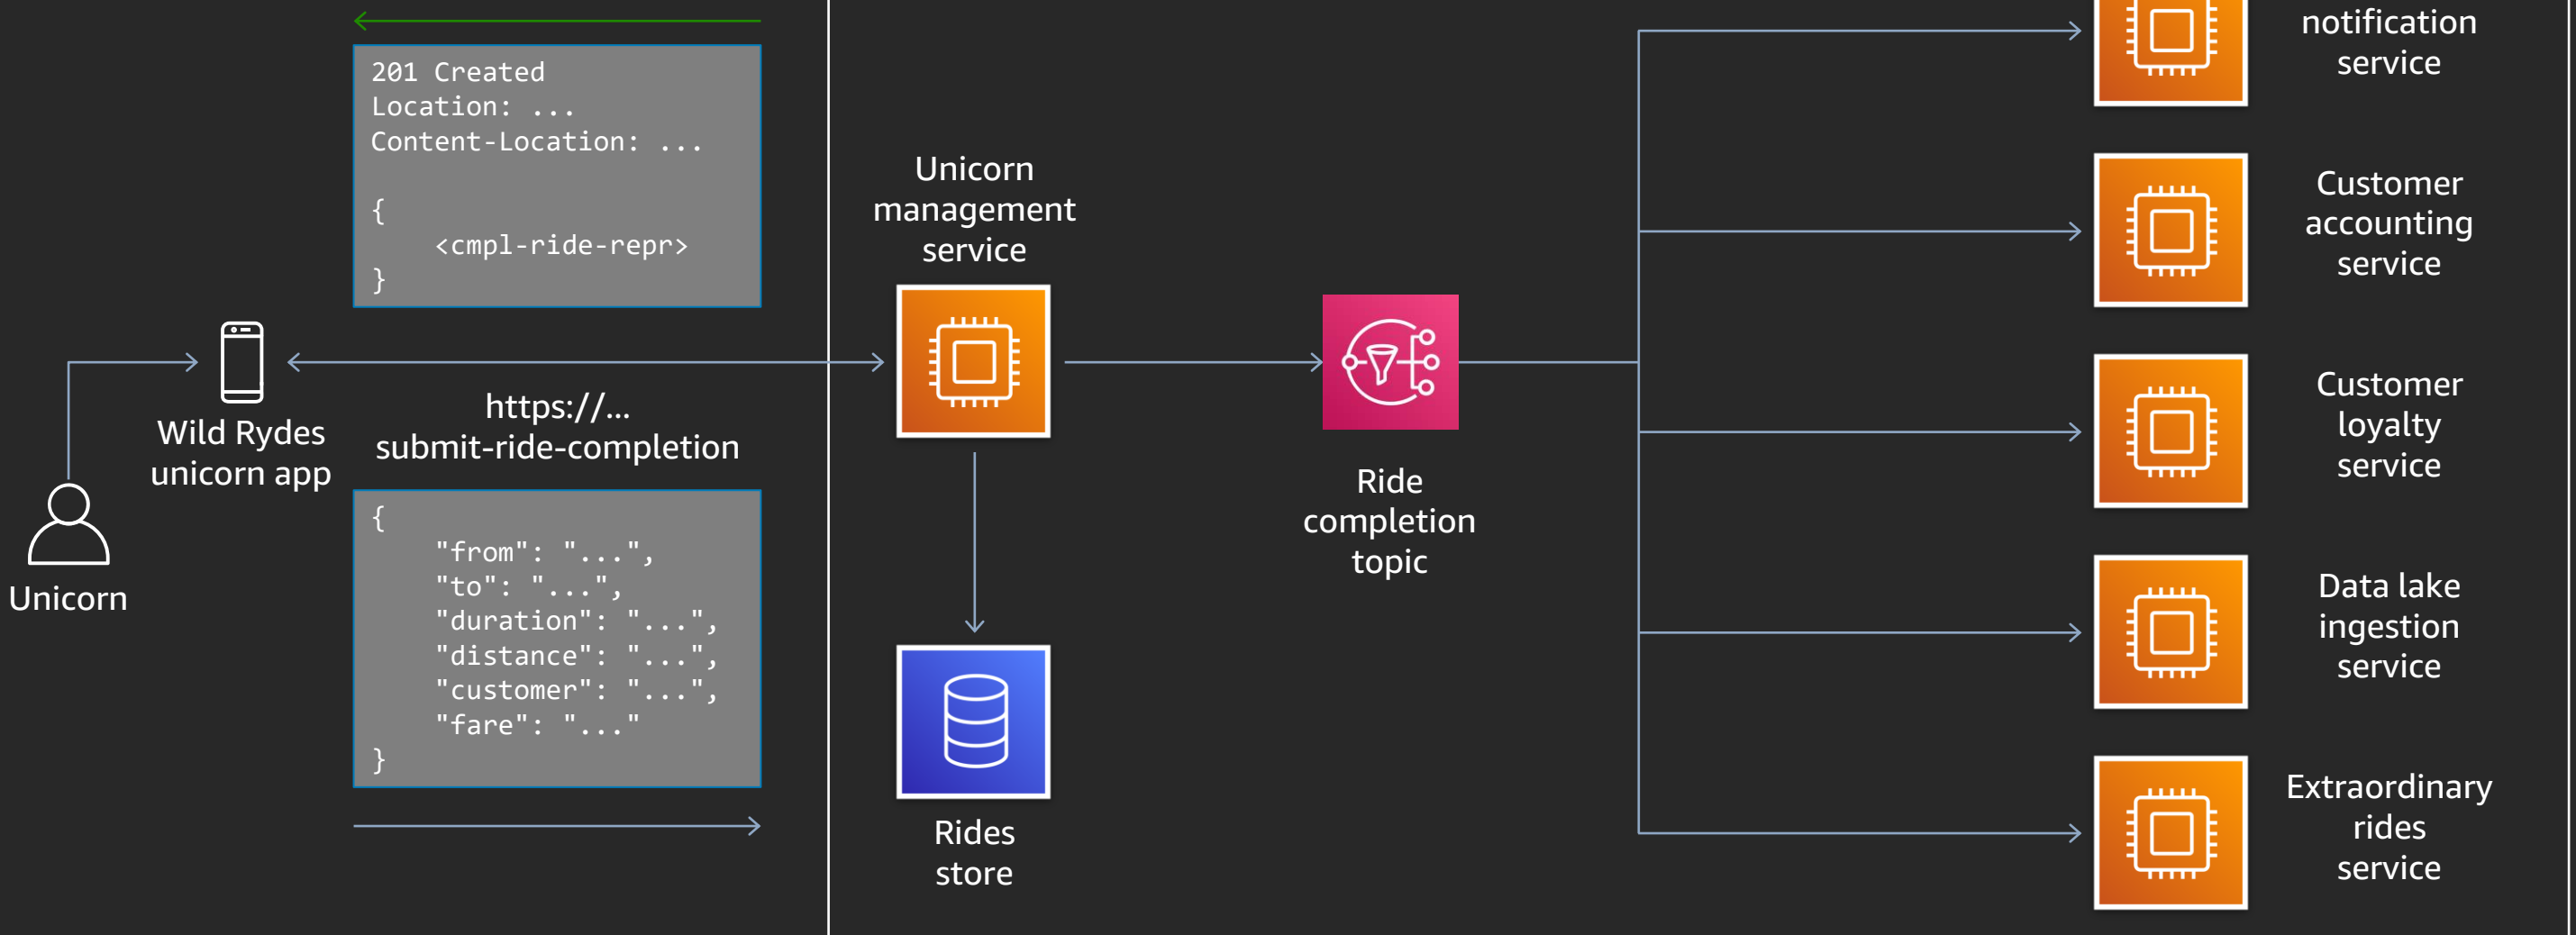 201 Created
Location: ...
Content-Location: ...
{
<cmpl-ride-repr>
}
Wild Rydes
unicorn app
Unicorn
https://...
submit-ride-completion
{
"from": "...",
"to": "...",
"duration": "...",
"distance": "...",
"customer": "...",
"fare": "..."
}
Unicorn
management
service
Rides
store
Ride
completion
topic
notification
service
Customer
accounting
service
Customer
loyalty
service
Data lake
ingestion
service
Extraordinary
rides
service